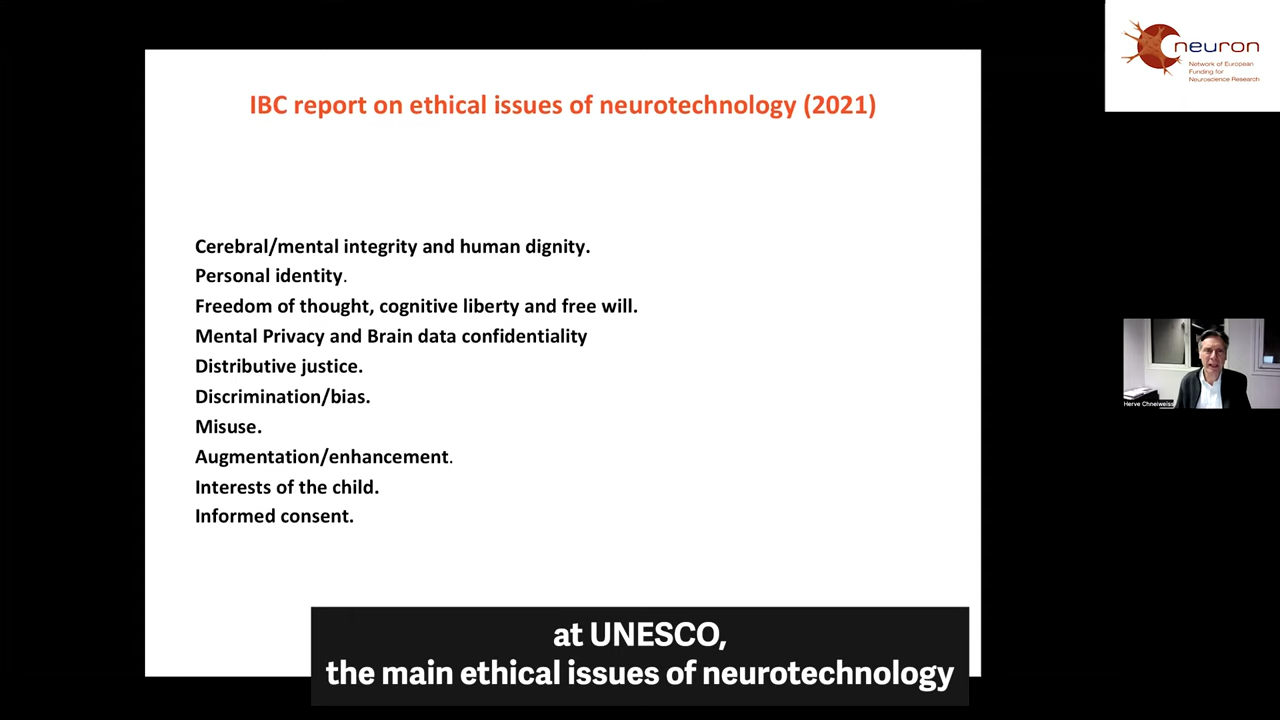 neuron
Network of European
Funding for
Neuroscience Research
IBC report on ethical issues of neurotechnology (2021)
Cerebral/mental integrity and human dignity.
Personal identity.
Freedom of thought, cognitive liberty and free will.
Mental Privacy and Brain data confidentiality
Distributive justice.
Discrimination/bias.
Misuse.
Augmentation/enhancement.
Interests of the child.
Informed consent.
Herve Chneiweiss
at UNESCO,
the main ethical issues of neurotechnology